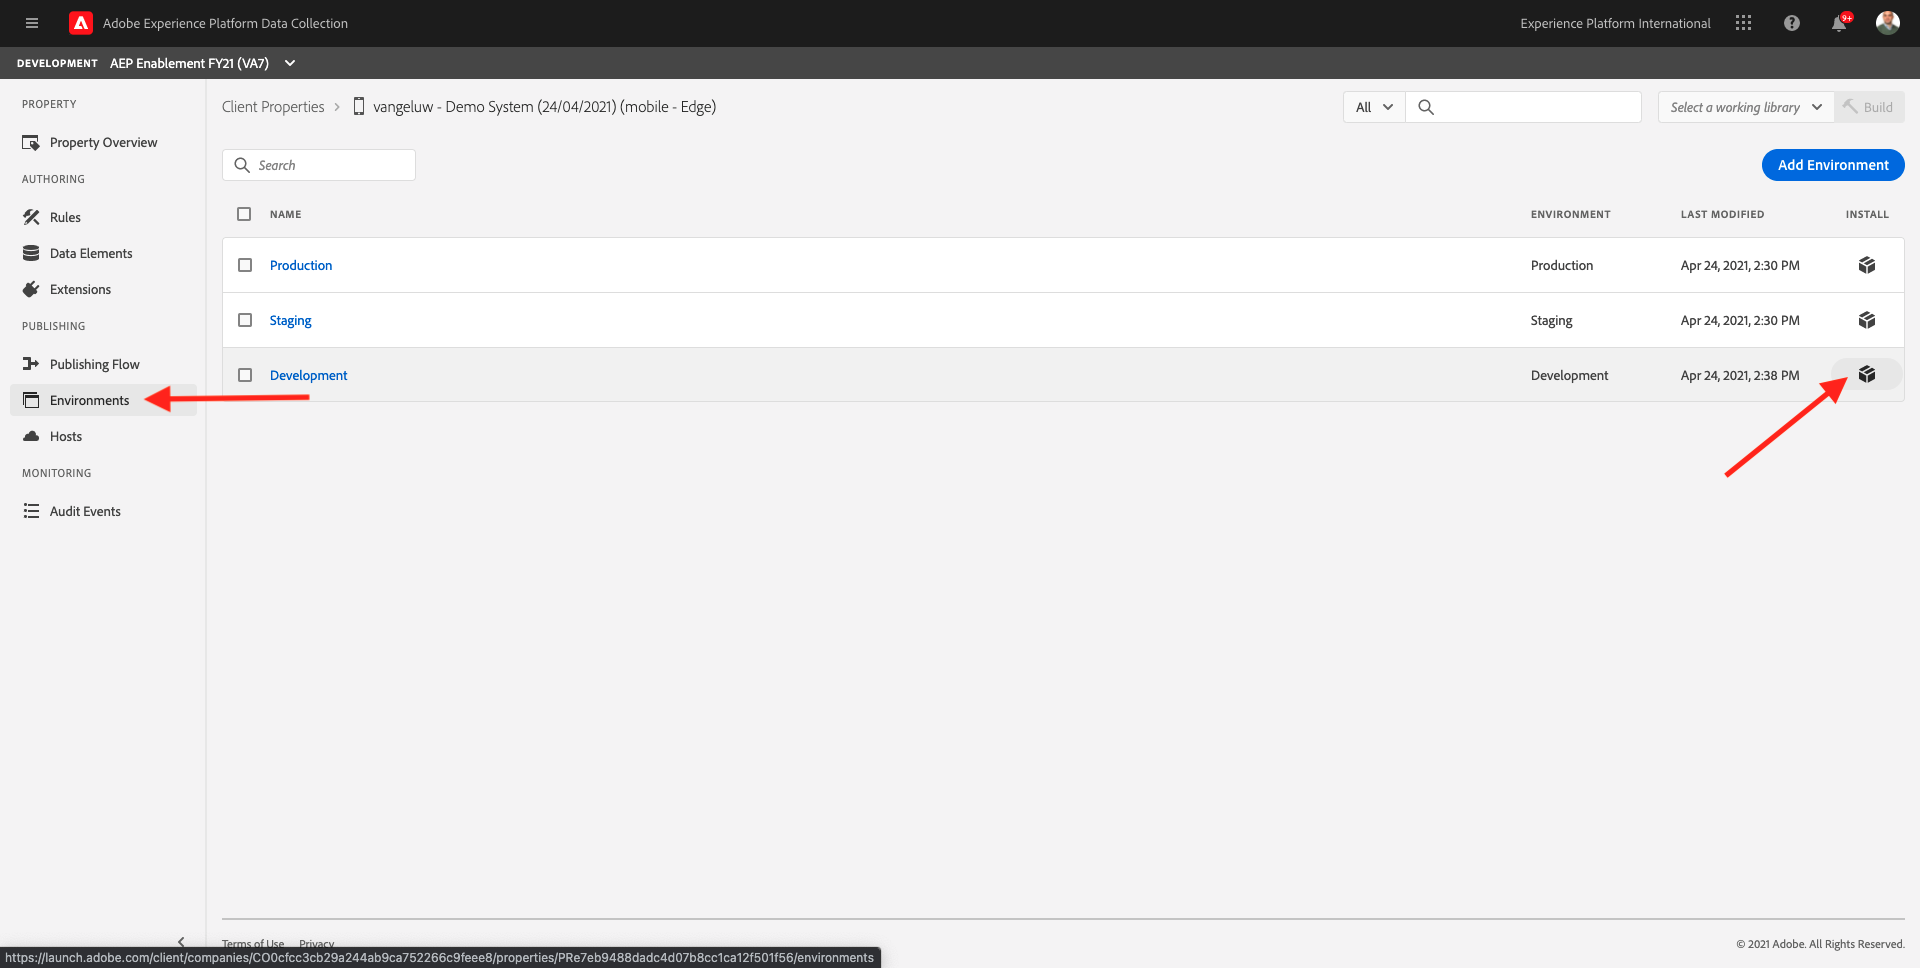 Adobe Experience Platform Data Collection
Experience Platform International
9+
DEVELOPMENT AEP Enablement FY21 (VA7)
PROPERTY
Property Overview
AUTHORING
Rules
Data Elements
Extensions
PUBLISHING
Publishing Flow
Environments
Hosts
MONITORING
Audit Events
Client Properties > vangeluw - Demo System (24/04/2021) (mobile - Edge)
All
Select a working library
Build
Search
Add Environment
NAME ENVIRONMENT LAST MODIFIED INSTALL
Production Production Apr 24, 2021, 2:30 PM
Staging Staging Apr 24, 2021, 2:30 PM
Development Development Apr 24, 2021, 2:38 PM
Terms of Use Privacy
© 2021 Adobe. All Rights Reserved.
https://launch.adobe.com/client/companies/CO0cfcc3cb29a244ab9ca752266c9feee8/properties/PRe7eb9488dadc4d07b8cc1ca12f501f56/environments